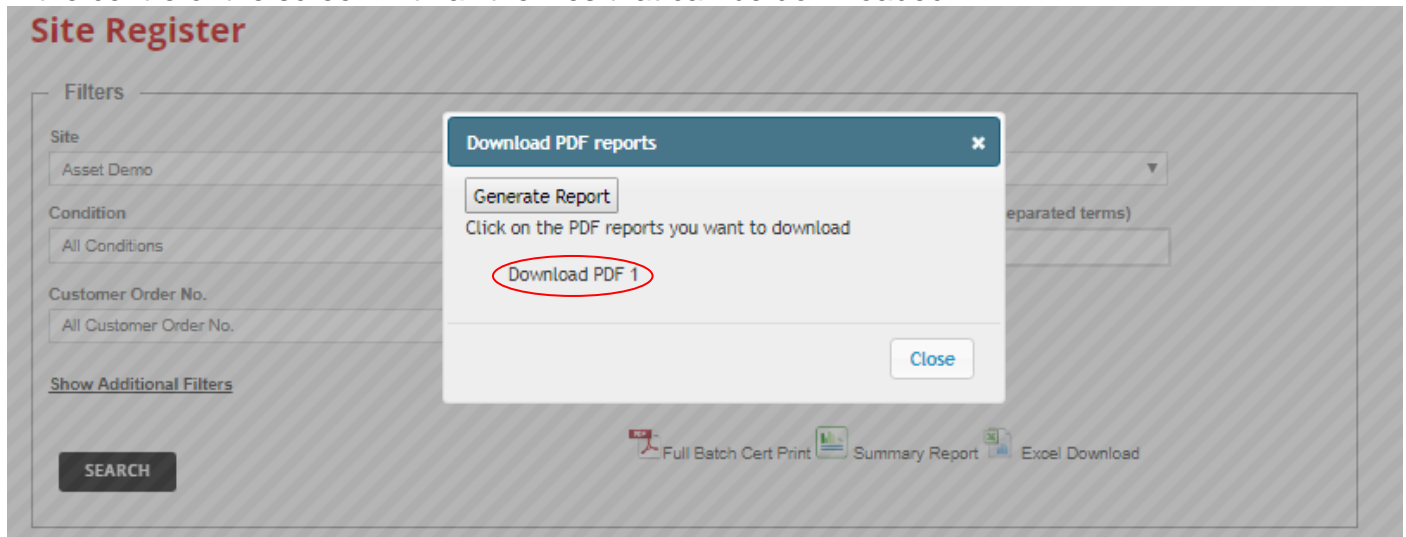 Site Register
Filters
Site
Asset Demo
Condition
All Conditions
eparated terms)
Customer Order No.
All Customer Order No.
Show Additional Filters
SEARCH
Download PDF reports
Generate Report
Click on the PDF reports you want to download
Download PDF 1
Close
Full Batch Cert Print Summary Report Excel Download